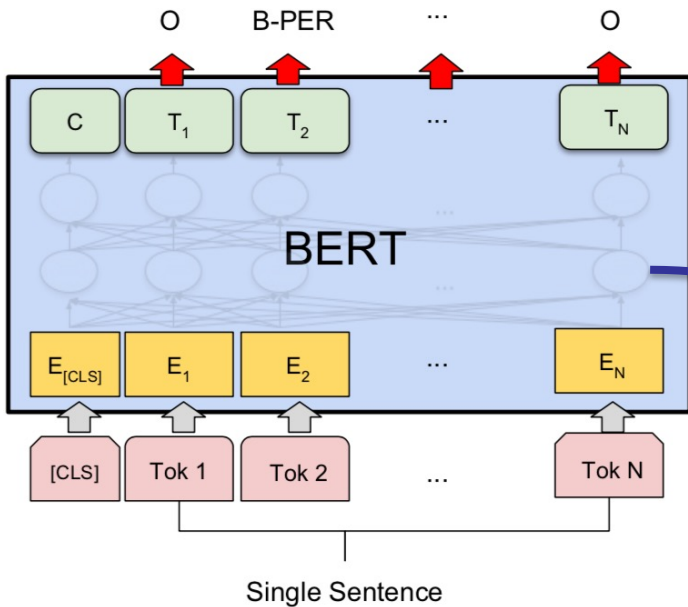 O B-PER ... O
C T1 T2 ... TN
...
BERT
...
E[CLS] E1 E2 ... EN
[CLS] Tok 1 Tok 2 ... Tok N
Single Sentence